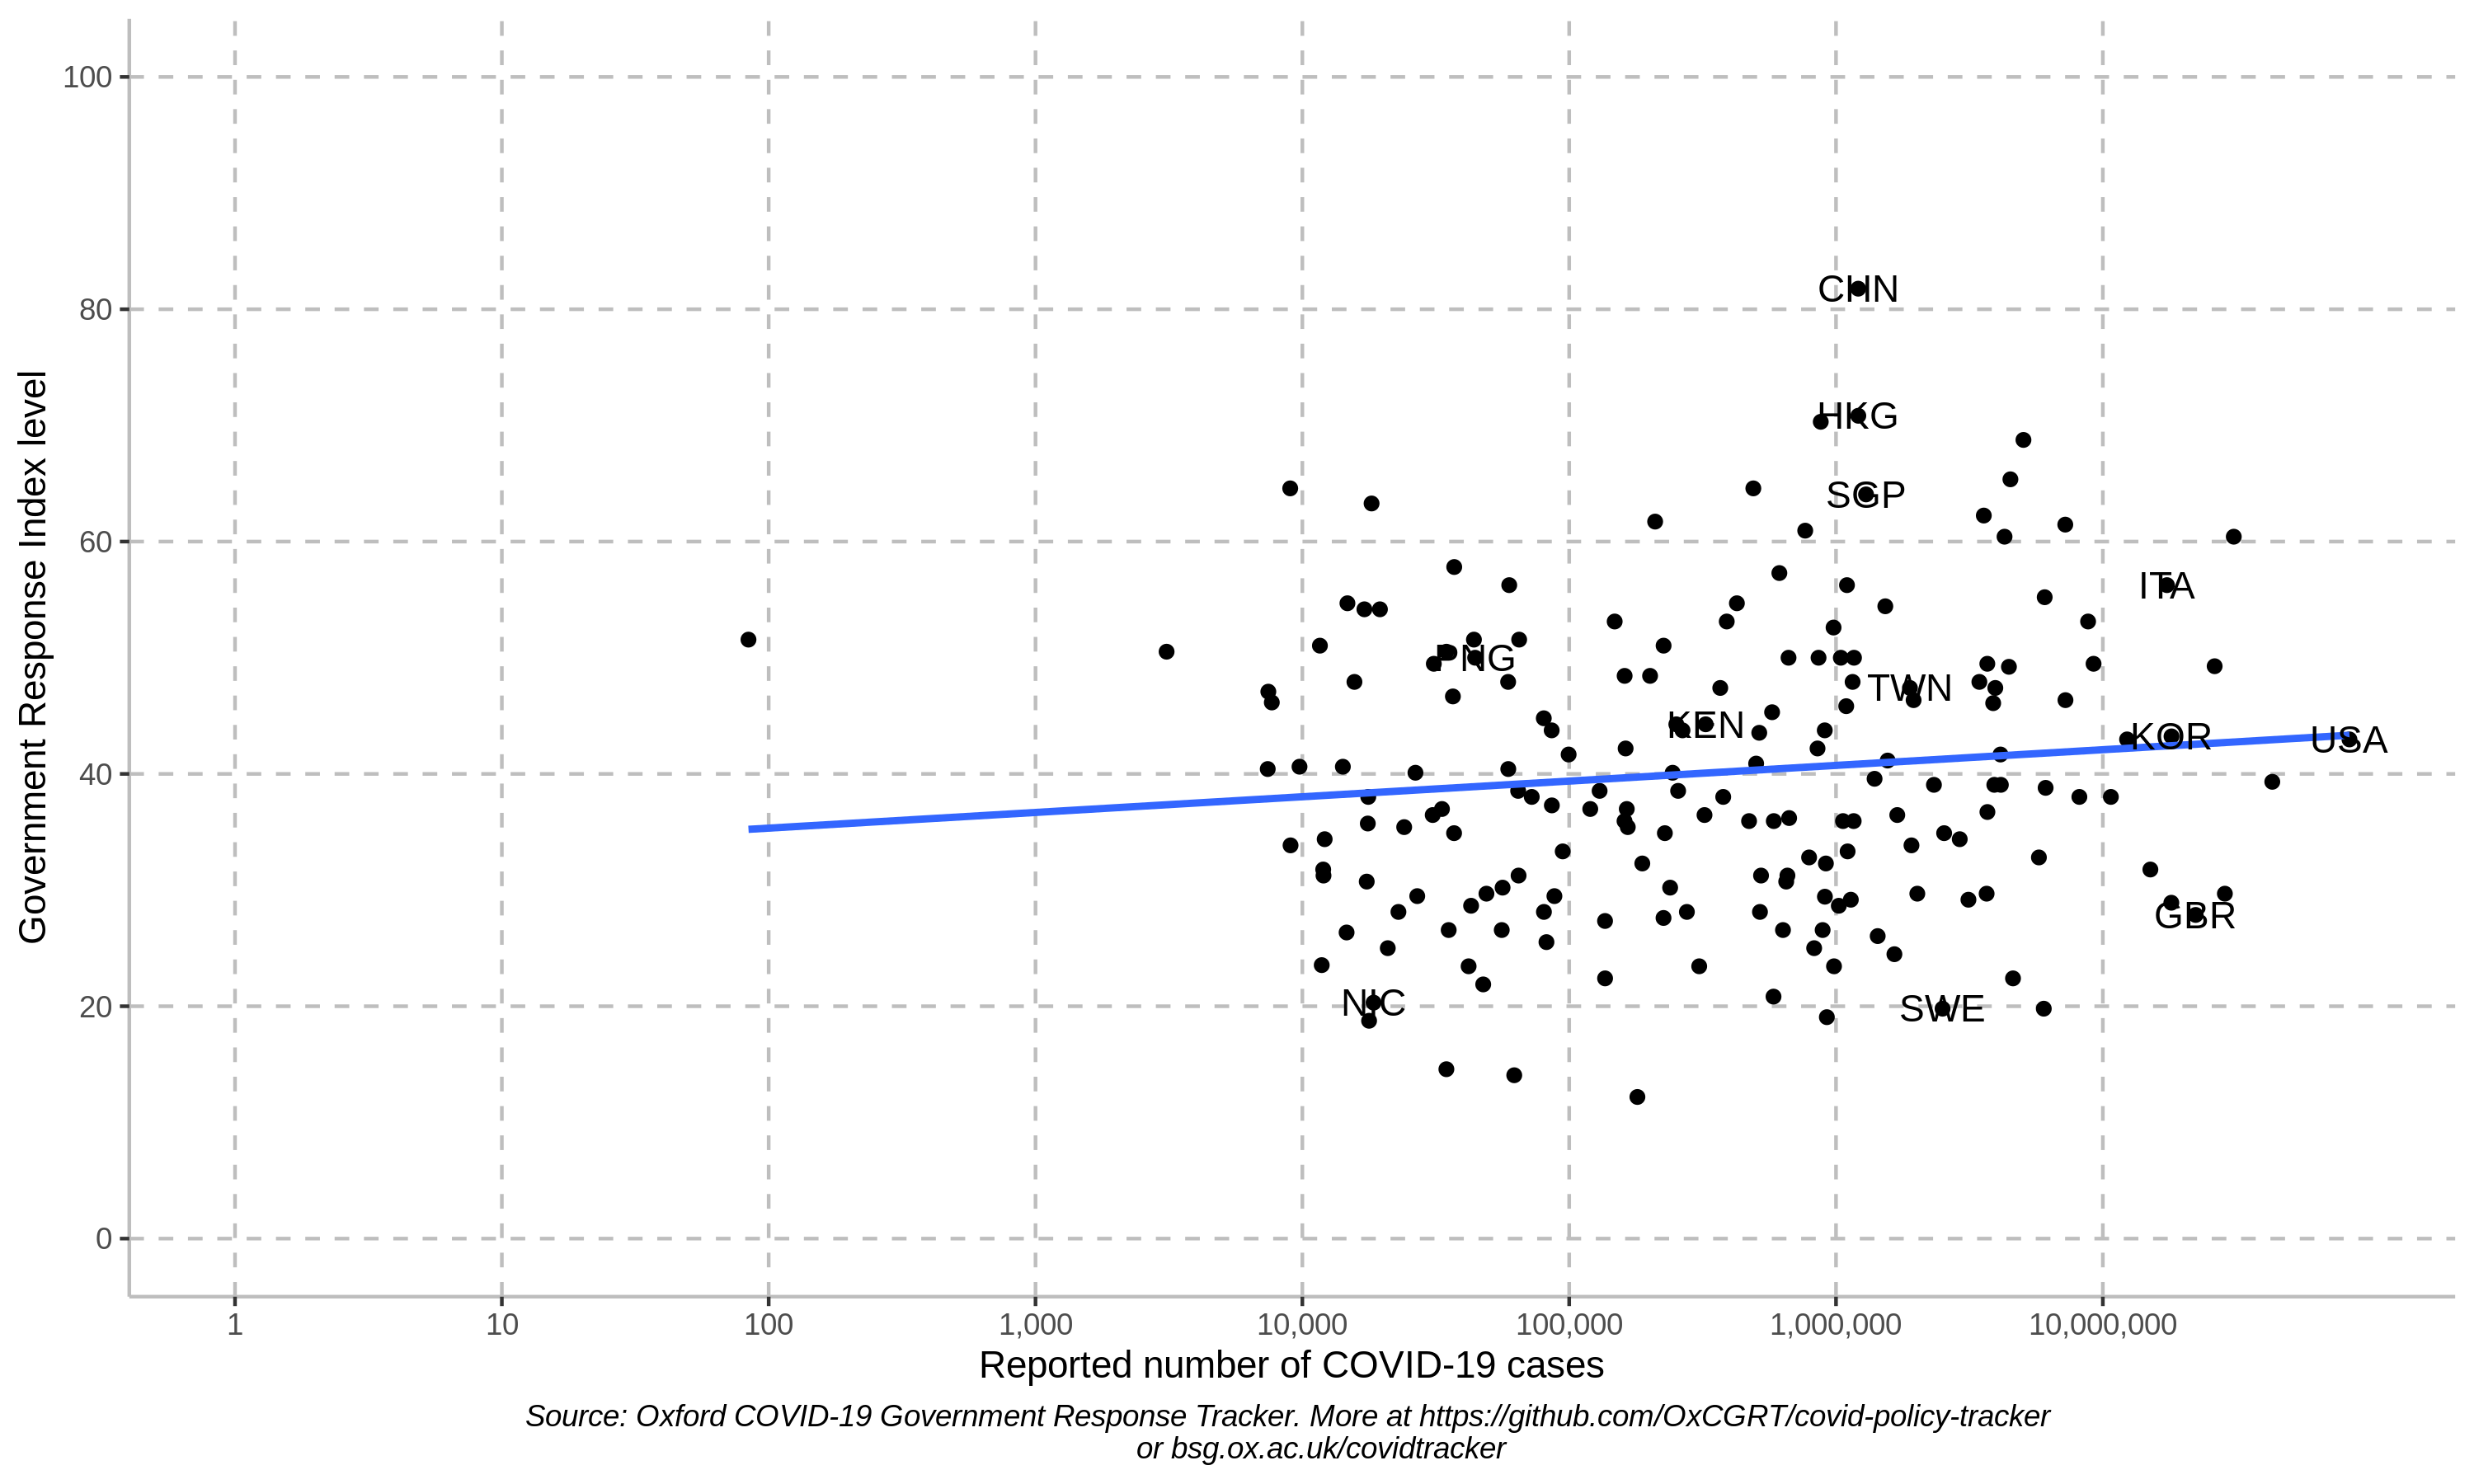 Government Response Index level
100
80
60
40
20
0
CHN
HKG
SGP
ITA
PNG
TWN
KEN
KOR
USA
GBR
NIC
SWE
1
10
100
1,000
10,000
100,000
1,000,000
10,000,000
Reported number of COVID-19 cases
Source: Oxford COVID-19 Government Response Tracker. More at https://github.com/OxCGRT/covid-policy-tracker
or bsg.ox.ac.uk/covidtracker